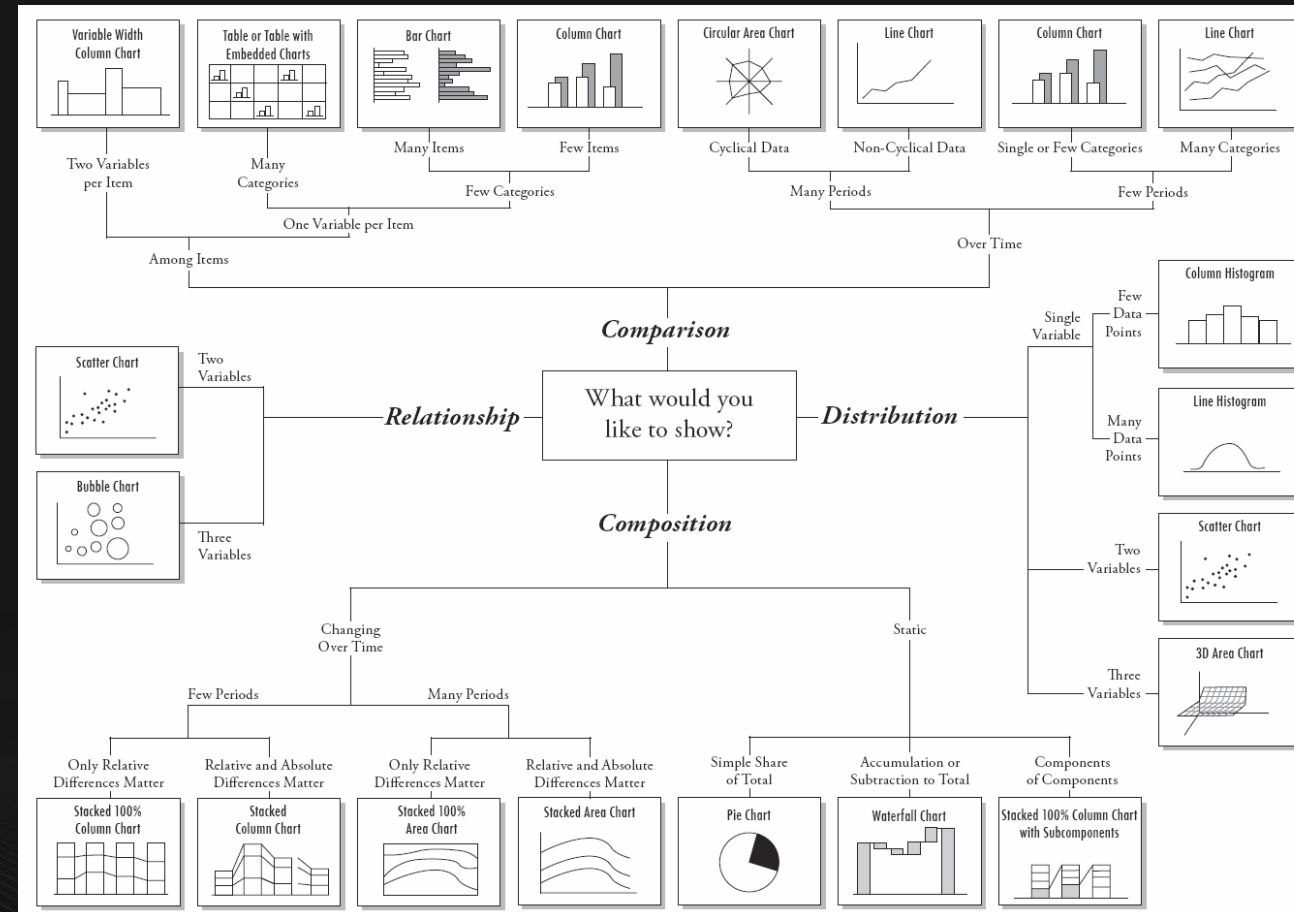 Variable Width
Column Chart
Table or Table with
Embedded Charts
Bar Chart
Column Chart
Circular Area Chart
Line Chart
Column Chart
Line Chart
Two Variables
per Item
Many
Categories
Many Items
Few Items
Cyclical Data
Non-Cyclical Data
Single or Few Categories
Many Categories
Few Categories
Many Periods
Few Periods
One Variable per Item
Among Items
Over Time
Comparison
Relationship
What would you
like to show?
Distribution
Composition
Two
Variables
Scatter Chart
Three
Variables
Bubble Chart
Single
Variable
Few
Data
Points
Column Histogram
Many
Data
Points
Line Histogram
Two
Variables
Scatter Chart
Three
Variables
3D Area Chart
Changing
Over Time
Static
Few Periods
Many Periods
Only Relative
Differences Matter
Relative and Absolute
Differences Matter
Only Relative
Differences Matter
Relative and Absolute
Differences Matter
Simple Share
of Total
Accumulation or
Subtraction to Total
Components
of Components
Stacked 100%
Column Chart
Stacked
Column Chart
Stacked 100%
Area Chart
Stacked Area Chart
Pie Chart
Waterfall Chart
Stacked 100% Column Chart
with Subcomponents